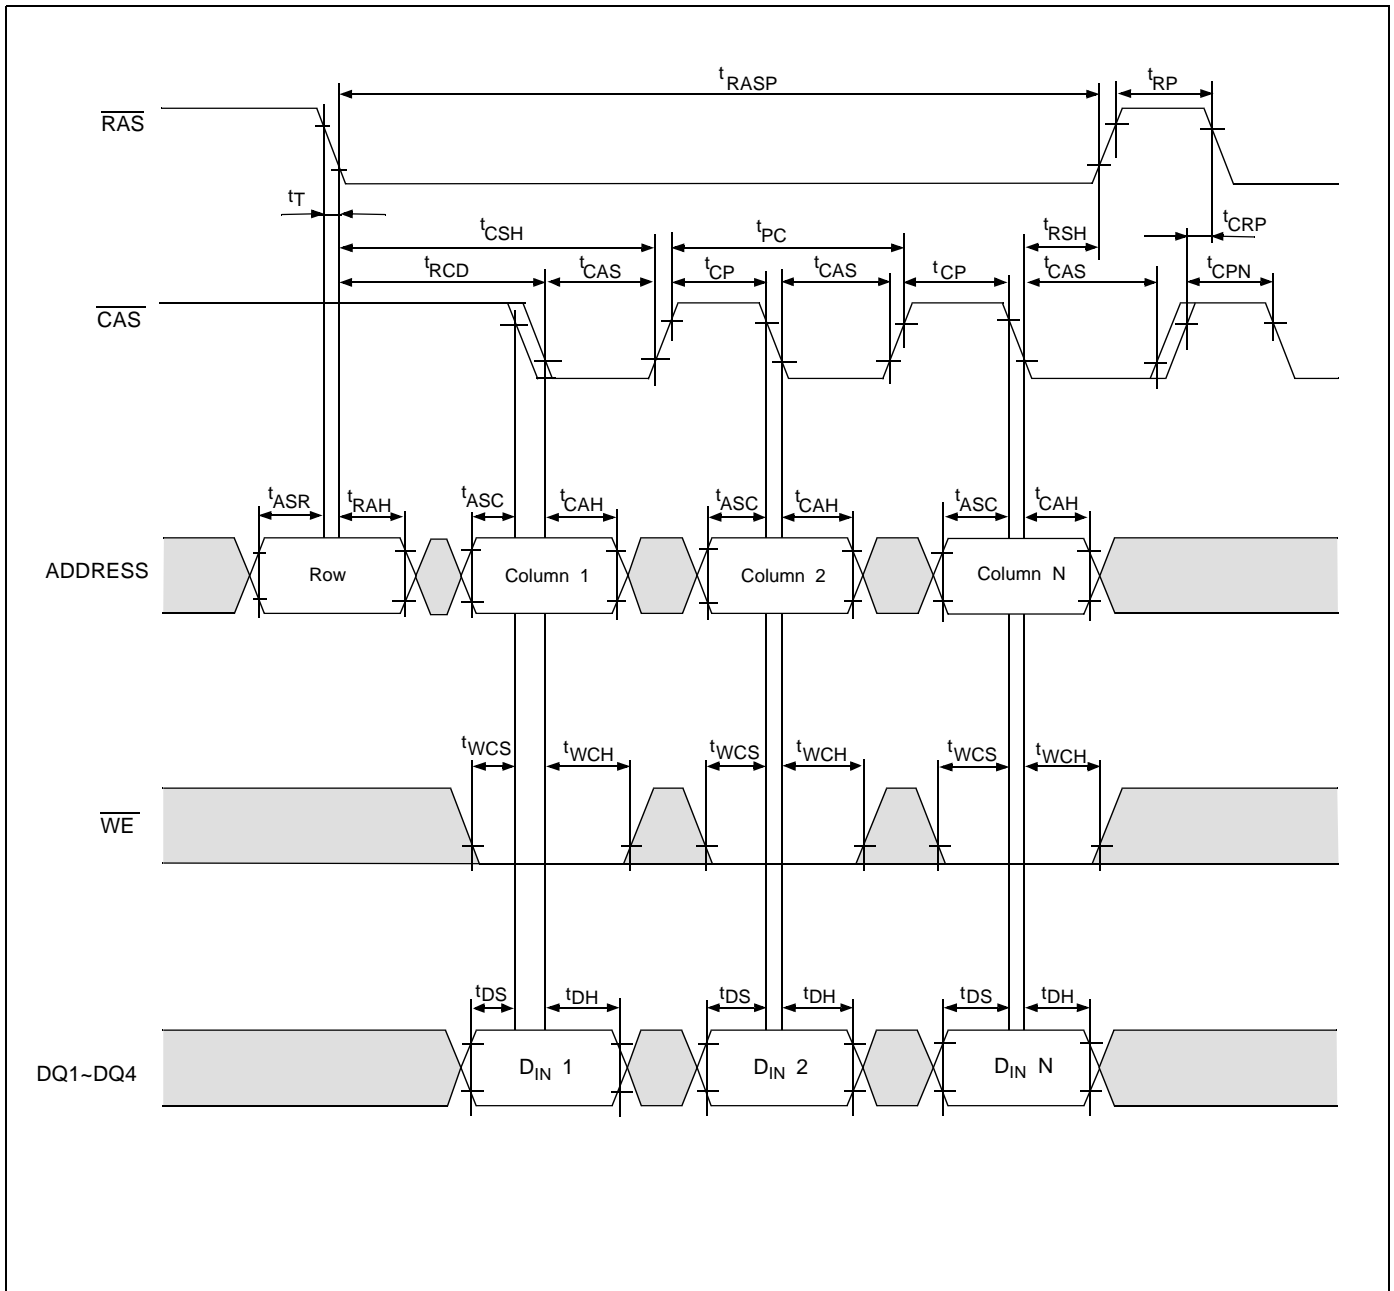 tRASP tRP
RAS
tT
tCSH tPC tRSH tCRP
tRCD tCAS tCP tCAS tCP tCAS tCPN
CAS
tASR tRAH tASC tCAH tASC tCAH tASC tCAH
ADDRESS Row Column 1 Column 2 Column N
tWCS tWCH tWCS tWCH tWCS tWCH
WE
tDS tDH tDS tDH tDS tDH
DQ1~DQ4 DIN 1 DIN 2 DIN N